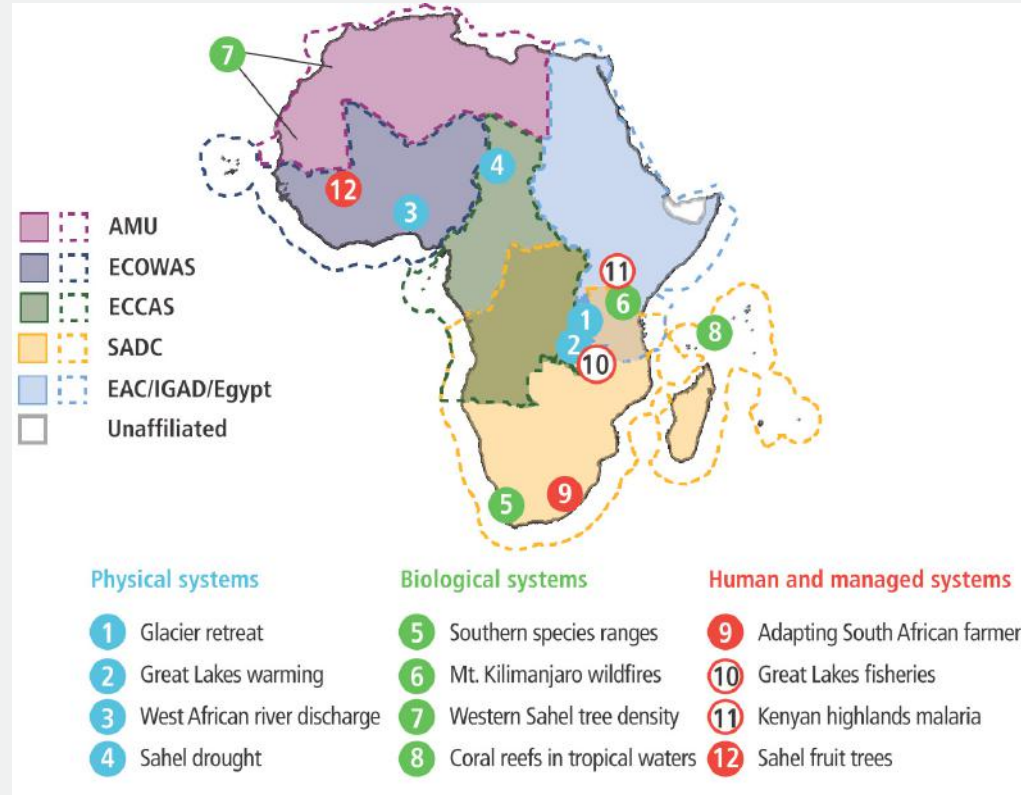 7
4
12
3
11
6
1
2
10
8
5
9
AMU
ECOWAS
ECCAS
SADC
EAC/IGAD/Egypt
Unaffiliated
Physical systems
1 Glacier retreat
2 Great Lakes warming
3 West African river discharge
4 Sahel drought
Biological systems
5 Southern species ranges
6 Mt. Kilimanjaro wildfires
7 Western Sahel tree density
8 Coral reefs in tropical waters
Human and managed systems
9 Adapting South African farmer
10 Great Lakes fisheries
11 Kenyan highlands malaria
12 Sahel fruit trees